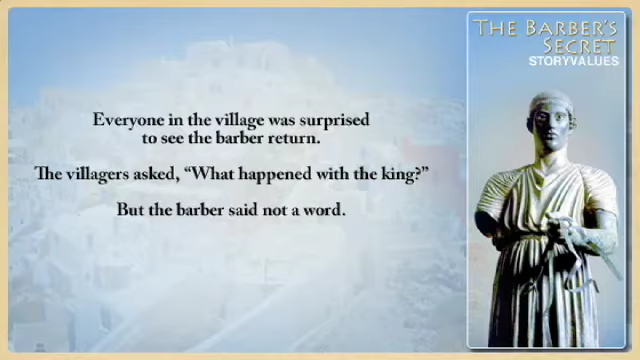 THE BARBER'S
SECRET
STORYVALUES
Everyone in the village was surprised
to see the barber return.
The villagers asked, “What happened with the king?”
But the barber said not a word.